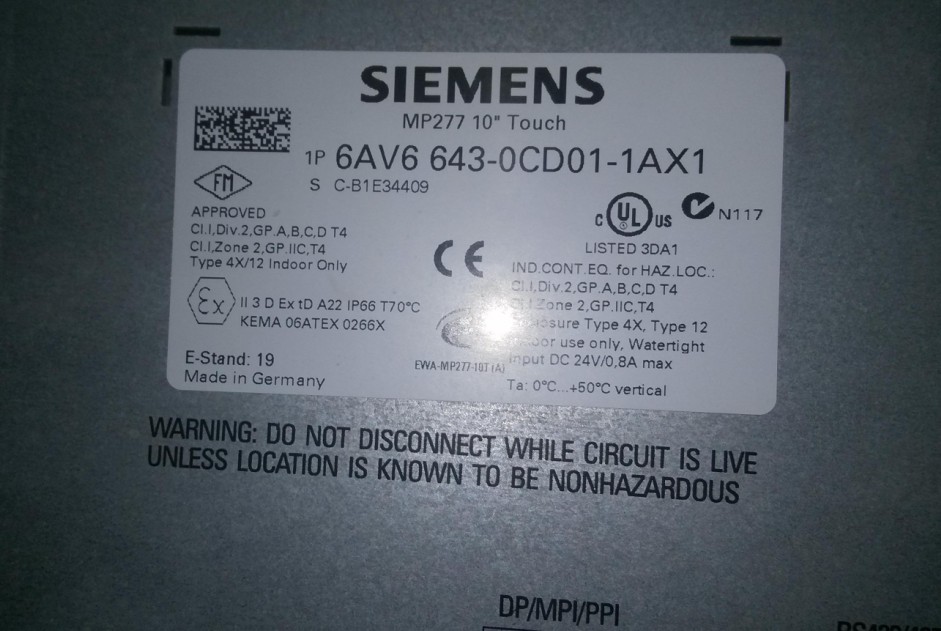 SIEMENS
MP277 10" Touch
1P 6AV6 643-0CD01-1AX1
S C-B1E34409
FM
APPROVED
Cl.I,Div.2,GP.A,B,C,D T4
Cl.I,Zone 2,GP.IIC,T4
Type 4X/12 Indoor Only
Ex II 3 D Ex tD A22 IP66 T70°C
KEMA 06ATEX 0266X
E-Stand: 19
Made in Germany
CE
EWA-MP277-10T (A)
C UL US N117
LISTED 3DA1
IND.CONT.EQ. for HAZ.LOC.:
Cl.I,Div.2,GP.A,B,C,D T4
Zone 2,GP.IIC,T4
Type 4X, Type 12
use only, Watertight
Input DC 24V/0,8A max
Ta: 0°C...+50°C vertical
WARNING: DO NOT DISCONNECT WHILE CIRCUIT IS LIVE
UNLESS LOCATION IS KNOWN TO BE NONHAZARDOUS
DP/MPI/PPI